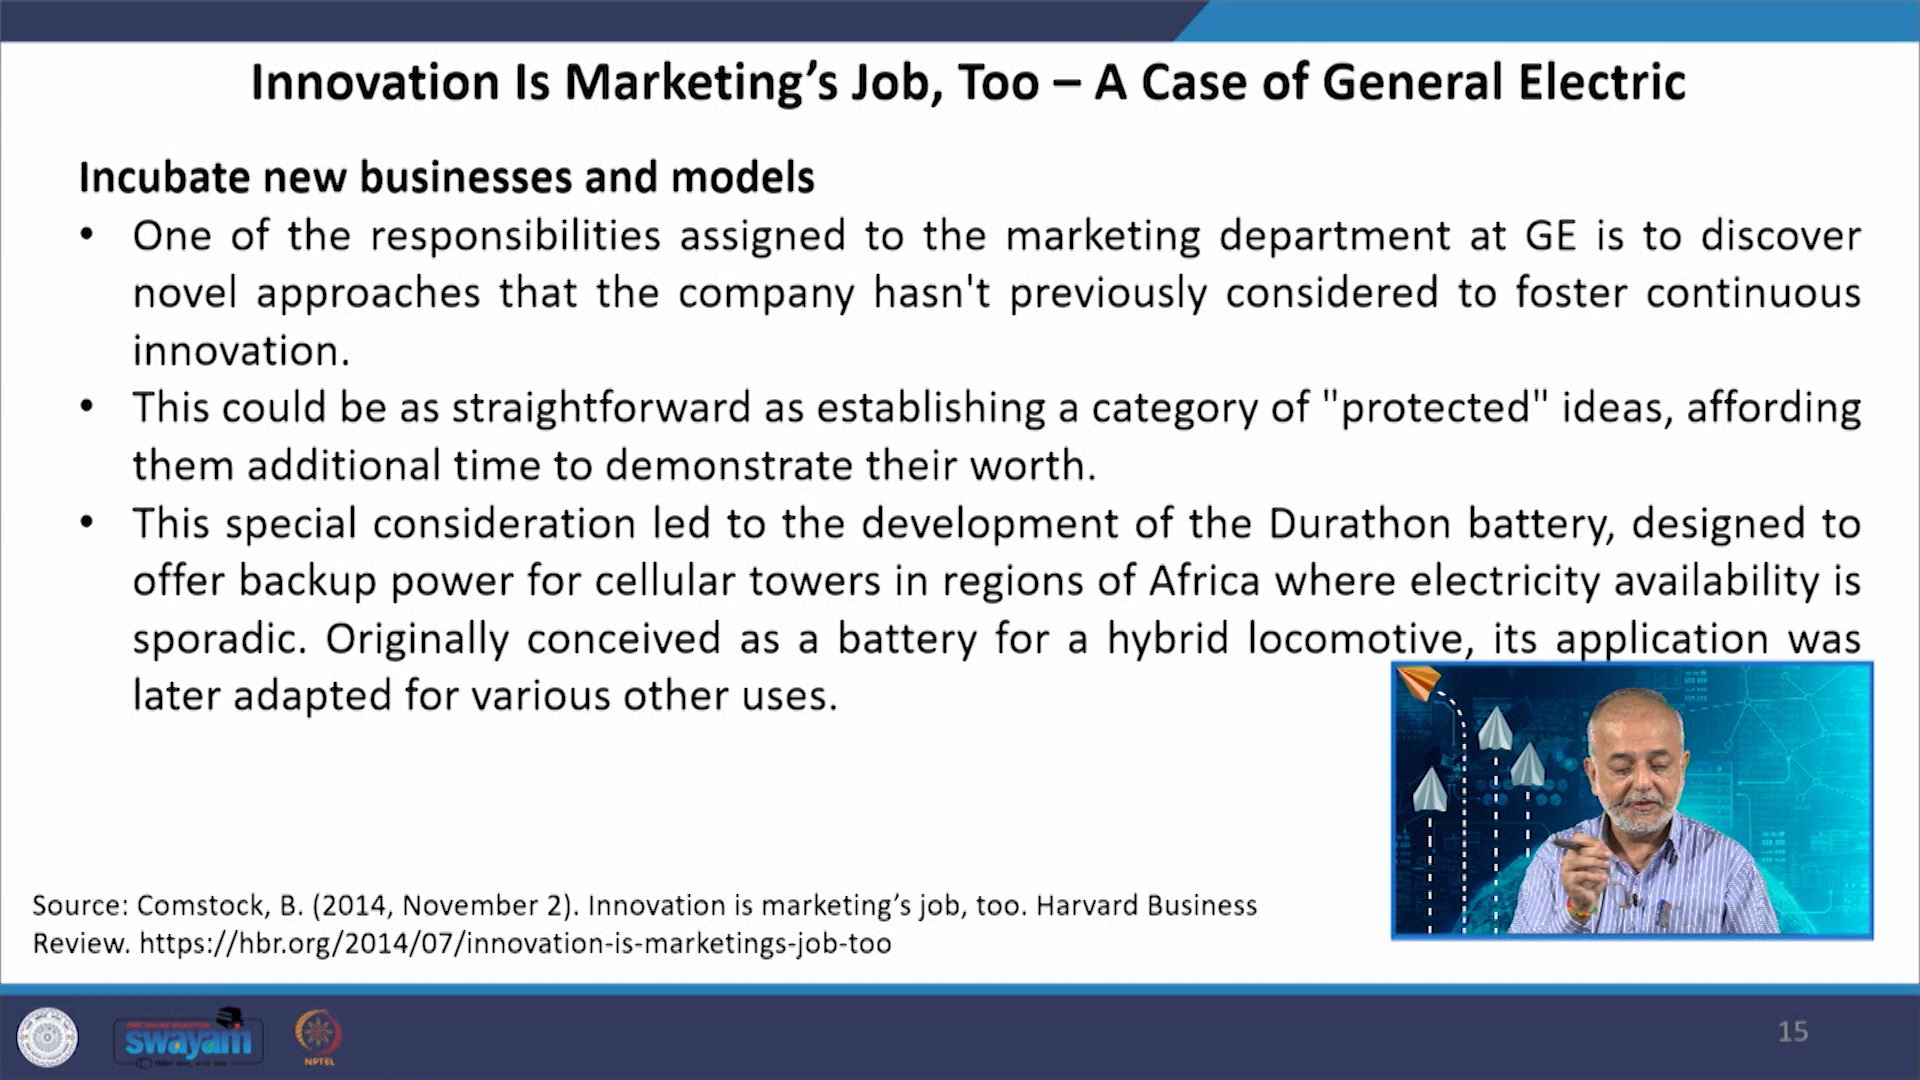 Innovation Is Marketing’s Job, Too – A Case of General Electric
Incubate new businesses and models
• One of the responsibilities assigned to the marketing department at GE is to discover
novel approaches that the company hasn't previously considered to foster continuous
innovation.
• This could be as straightforward as establishing a category of "protected" ideas, affording
them additional time to demonstrate their worth.
• This special consideration led to the development of the Durathon battery, designed to
offer backup power for cellular towers in regions of Africa where electricity availability is
sporadic. Originally conceived as a battery for a hybrid locomotive, its application was
later adapted for various other uses.
Source: Comstock, B. (2014, November 2). Innovation is marketing’s job, too. Harvard Business
Review. https://hbr.org/2014/07/innovation-is-marketings-job-too
swayam
NPTEL
15